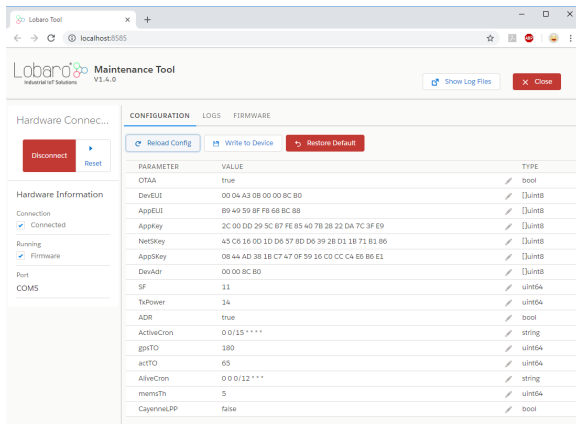 Lobaro Tool
localhost:8585
ABP
Lobaro
Industrial IoT Solutions
Maintenance Tool
V1.4.0
Show Log Files
Close
Hardware Connec...
Disconnect
Reset
Hardware Information
Connection
Connected
Running
Firmware
Port
COM5
CONFIGURATION LOGS FIRMWARE
Reload Config Write to Device Restore Default
PARAMETER VALUE TYPE
OTAA true bool
DevEUI 00 04 A3 0B 00 00 8C B0 []uint8
AppEUI B9 49 59 8F FB 68 BC 88 []uint8
AppKey 2C 00 DD 29 5C B7 FE 85 40 7B 28 22 DA 7C 3F E9 []uint8
NetSKey 45 C6 16 0D 1D D6 57 8D D6 39 2B D1 1B 71 81 86 []uint8
AppSKey 08 44 AD 38 1B C7 47 0F 59 16 C0 CC C4 E6 B6 E1 []uint8
DevAdr 00 00 8C B0 []uint8
SF 11 uint64
TxPower 14 uint64
ADR true bool
ActiveCron 0 0/15 * * * * string
gpsTO 180 uint64
actTO 65 uint64
AliveCron 0 0 0/12 * * * string
memsTh 5 uint64
CayenneLPP false bool